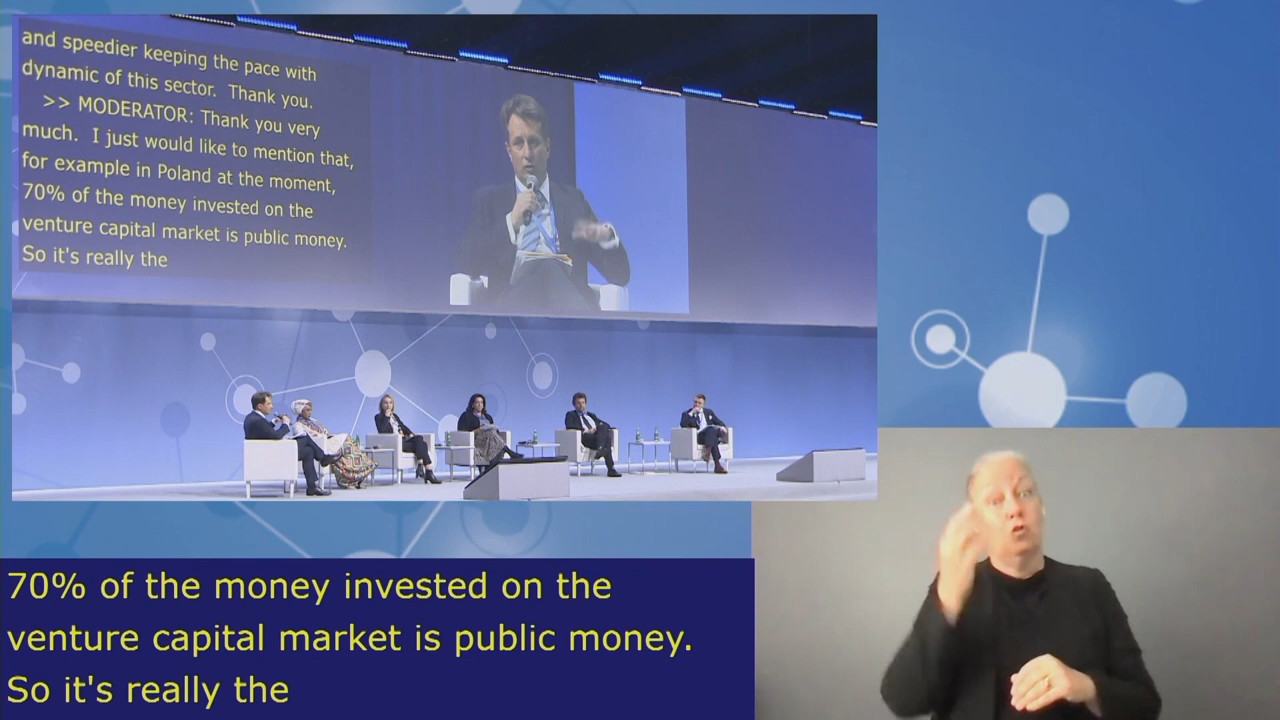 and speedier keeping the pace with
dynamic of this sector.  Thank you.
>> MODERATOR: Thank you very
much.  I just would like to mention that,
for example in Poland at the moment,
70% of the money invested on the
venture capital market is public money.
So it's really the
70% of the money invested on the
venture capital market is public money.
So it's really the